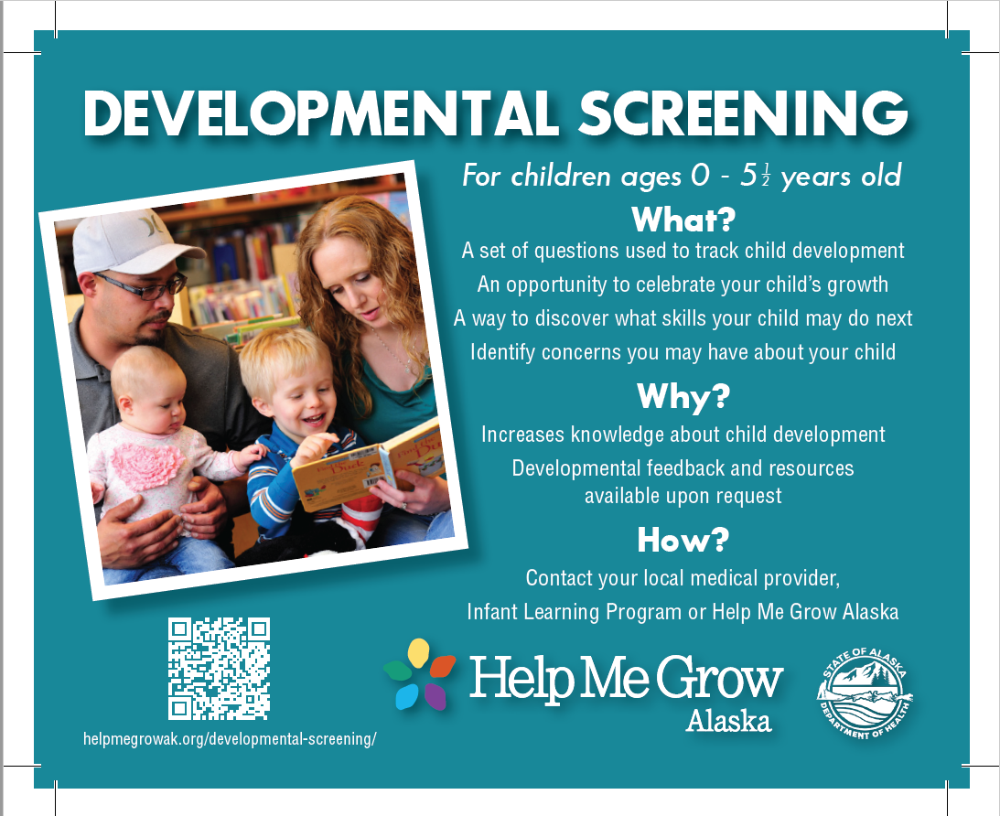 DEVELOPMENTAL SCREENING
For children ages 0 - 5½ years old
What?
A set of questions used to track child development
An opportunity to celebrate your child's growth
A way to discover what skills your child may do next
Identify concerns you may have about your child
Why?
Increases knowledge about child development
Developmental feedback and resources
available upon request
How?
Contact your local medical provider,
Infant Learning Program or Help Me Grow Alaska
helpmegrowak.org/developmental-screening/
Help Me Grow
Alaska
STATE OF ALASKA
DEPARTMENT OF HEALTH
Duck